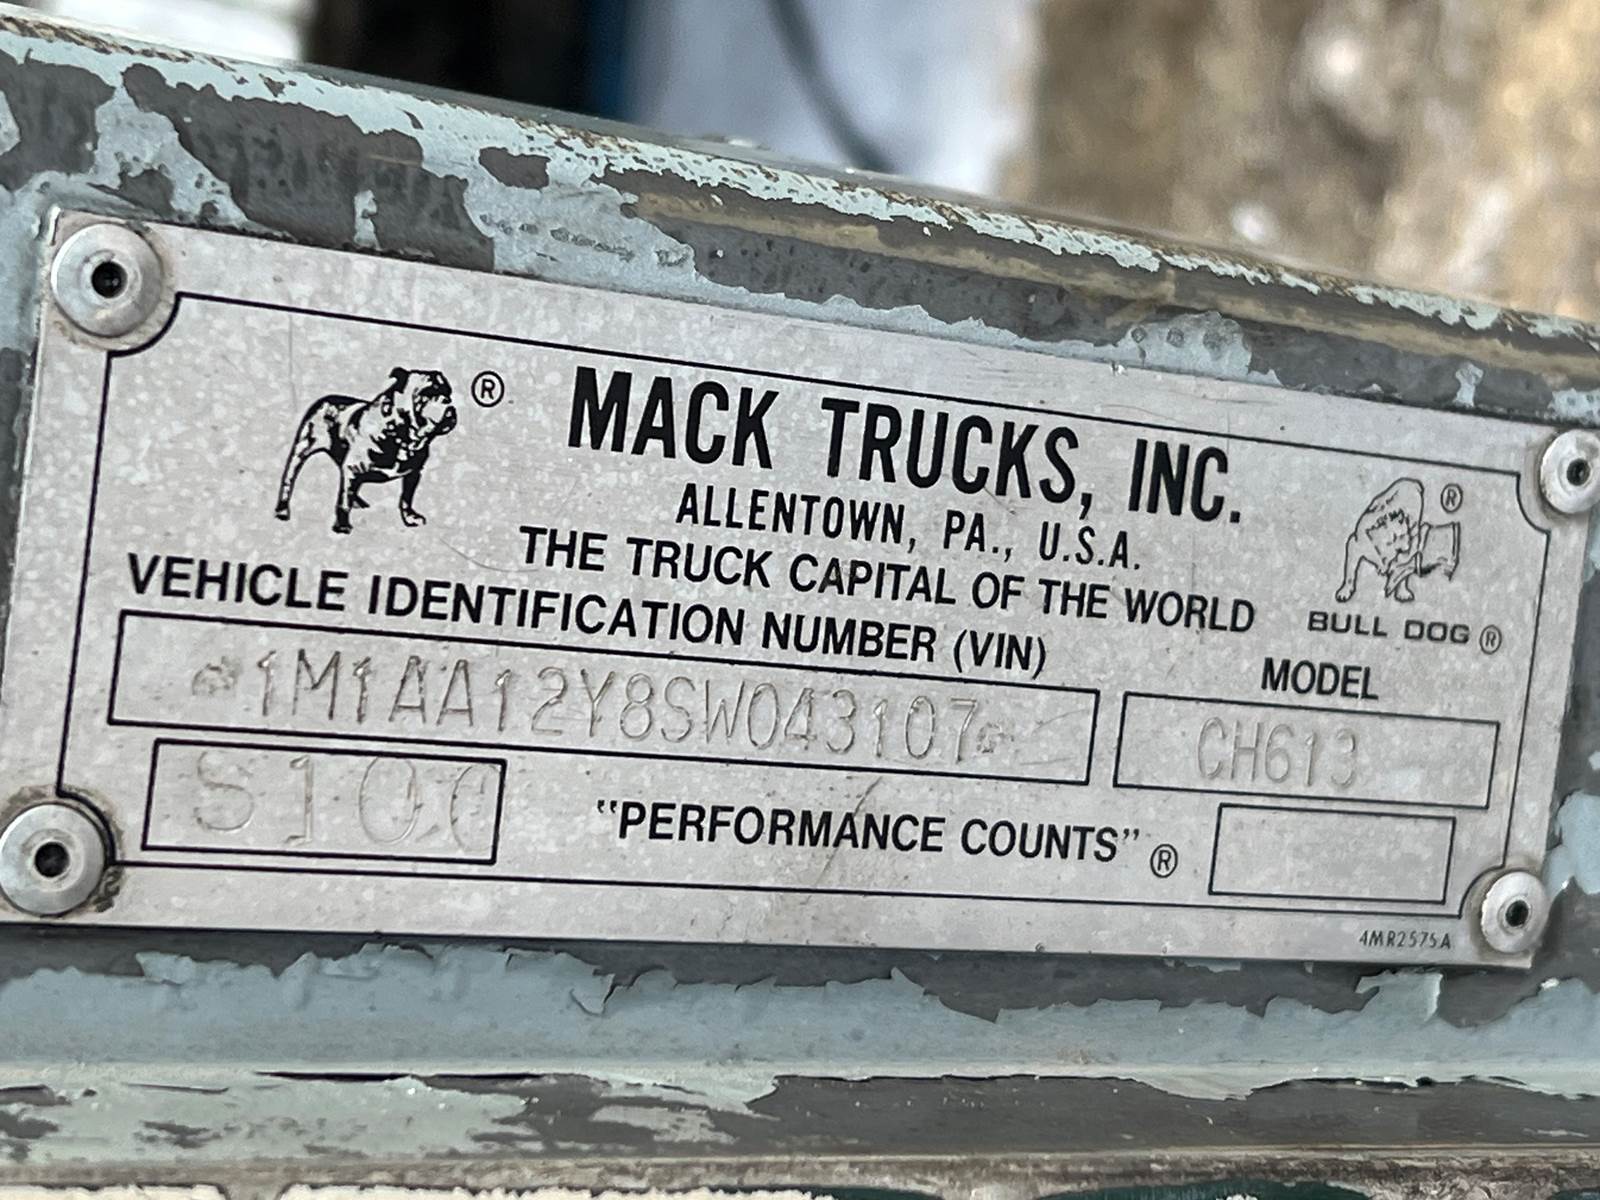 ® MACK TRUCKS, INC.
ALLENTOWN, PA., U.S.A.
®
THE TRUCK CAPITAL OF THE WORLD
BULL DOG ®
VEHICLE IDENTIFICATION NUMBER (VIN)
MODEL
1M1AA12Y8SW043107
CH613
"PERFORMANCE COUNTS" ®
4MR2575A